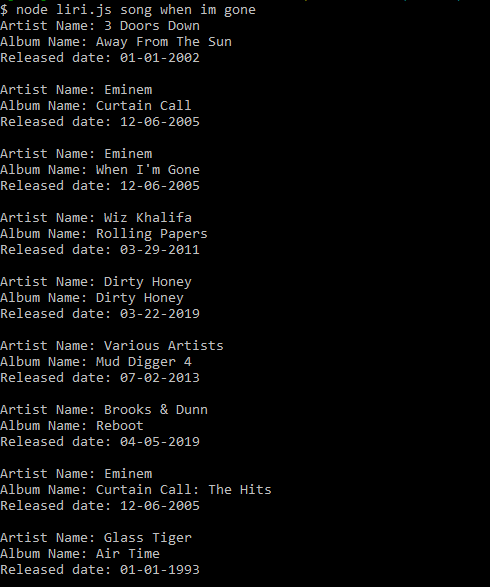 $ node liri.js song when im gone
Artist Name: 3 Doors Down
Album Name: Away From The Sun
Released date: 01-01-2002
Artist Name: Eminem
Album Name: Curtain Call
Released date: 12-06-2005
Artist Name: Eminem
Album Name: When I'm Gone
Released date: 12-06-2005
Artist Name: Wiz Khalifa
Album Name: Rolling Papers
Released date: 03-29-2011
Artist Name: Dirty Honey
Album Name: Dirty Honey
Released date: 03-22-2019
Artist Name: Various Artists
Album Name: Mud Digger 4
Released date: 07-02-2013
Artist Name: Brooks & Dunn
Album Name: Reboot
Released date: 04-05-2019
Artist Name: Eminem
Album Name: Curtain Call: The Hits
Released date: 12-06-2005
Artist Name: Glass Tiger
Album Name: Air Time
Released date: 01-01-1993